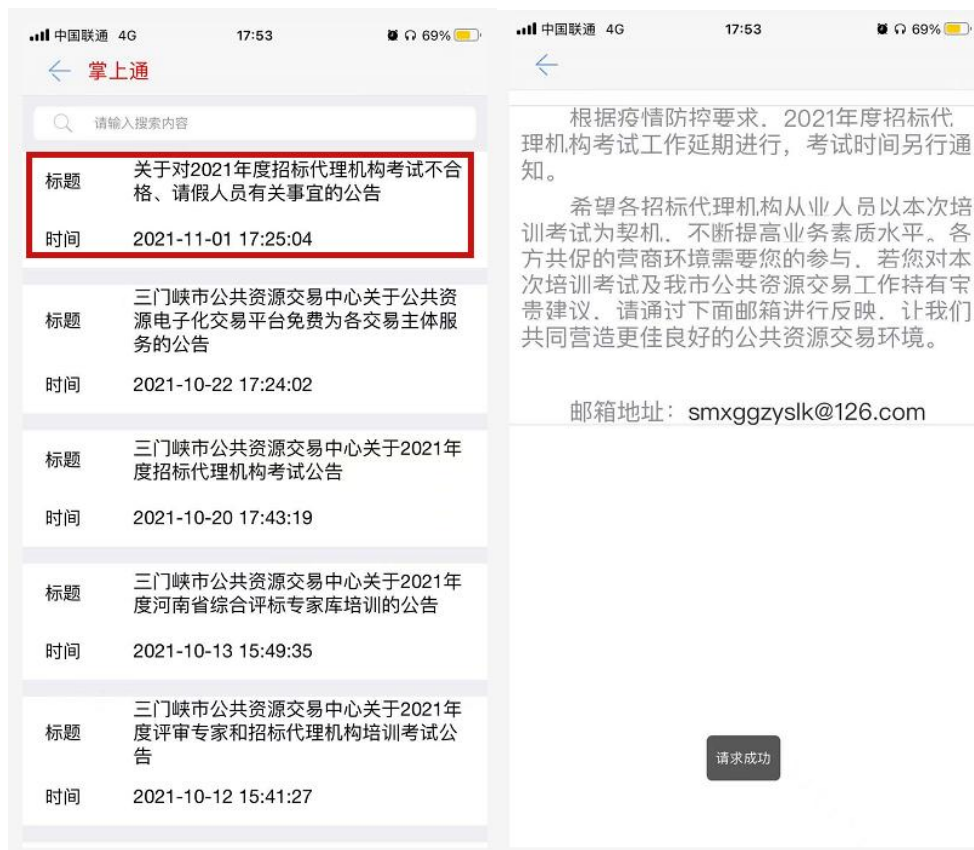 中国联通 4G 17:53 69%
掌上通
请输入搜索内容
标题
关于对2021年度招标代理机构考试不合
格、请假人员有关事宜的公告
时间 2021-11-01 17:25:04
标题
三门峡市公共资源交易中心关于公共资
源电子化交易平台免费为各交易主体服
务的公告
时间 2021-10-22 17:24:02
标题
三门峡市公共资源交易中心关于2021年
度招标代理机构考试公告
时间 2021-10-20 17:43:19
标题
三门峡市公共资源交易中心关于2021年
度河南省综合评标专家库培训的公告
时间 2021-10-13 15:49:35
标题
三门峡市公共资源交易中心关于2021年
度评审专家和招标代理机构培训考试公
告
时间 2021-10-12 15:41:27
中国联通 4G 17:53 69%
根据疫情防控要求，2021年度招标代
理机构考试工作延期进行，考试时间另行通
知。
希望各招标代理机构从业人员以本次培
训考试为契机，不断提高业务素质水平。各
方共促的营商环境需要您的参与，若您对本
次培训考试及我市公共资源交易工作持有宝
贵建议，请通过下面邮箱进行反映，让我们
共同营造更佳良好的公共资源交易环境。
邮箱地址：smxggzyslk@126.com
请求成功